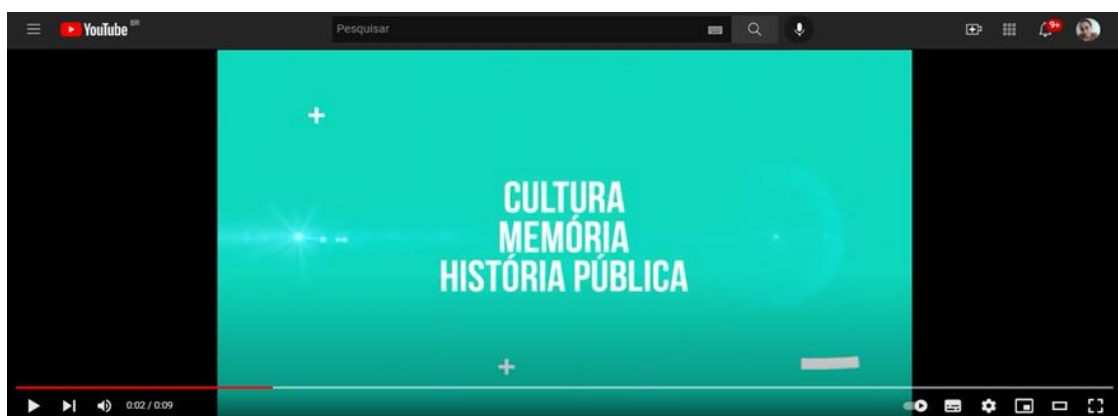 YouTube BR
Pesquisar
9+
CULTURA
MEMÓRIA
HISTÓRIA PÚBLICA
0:02 / 0:09